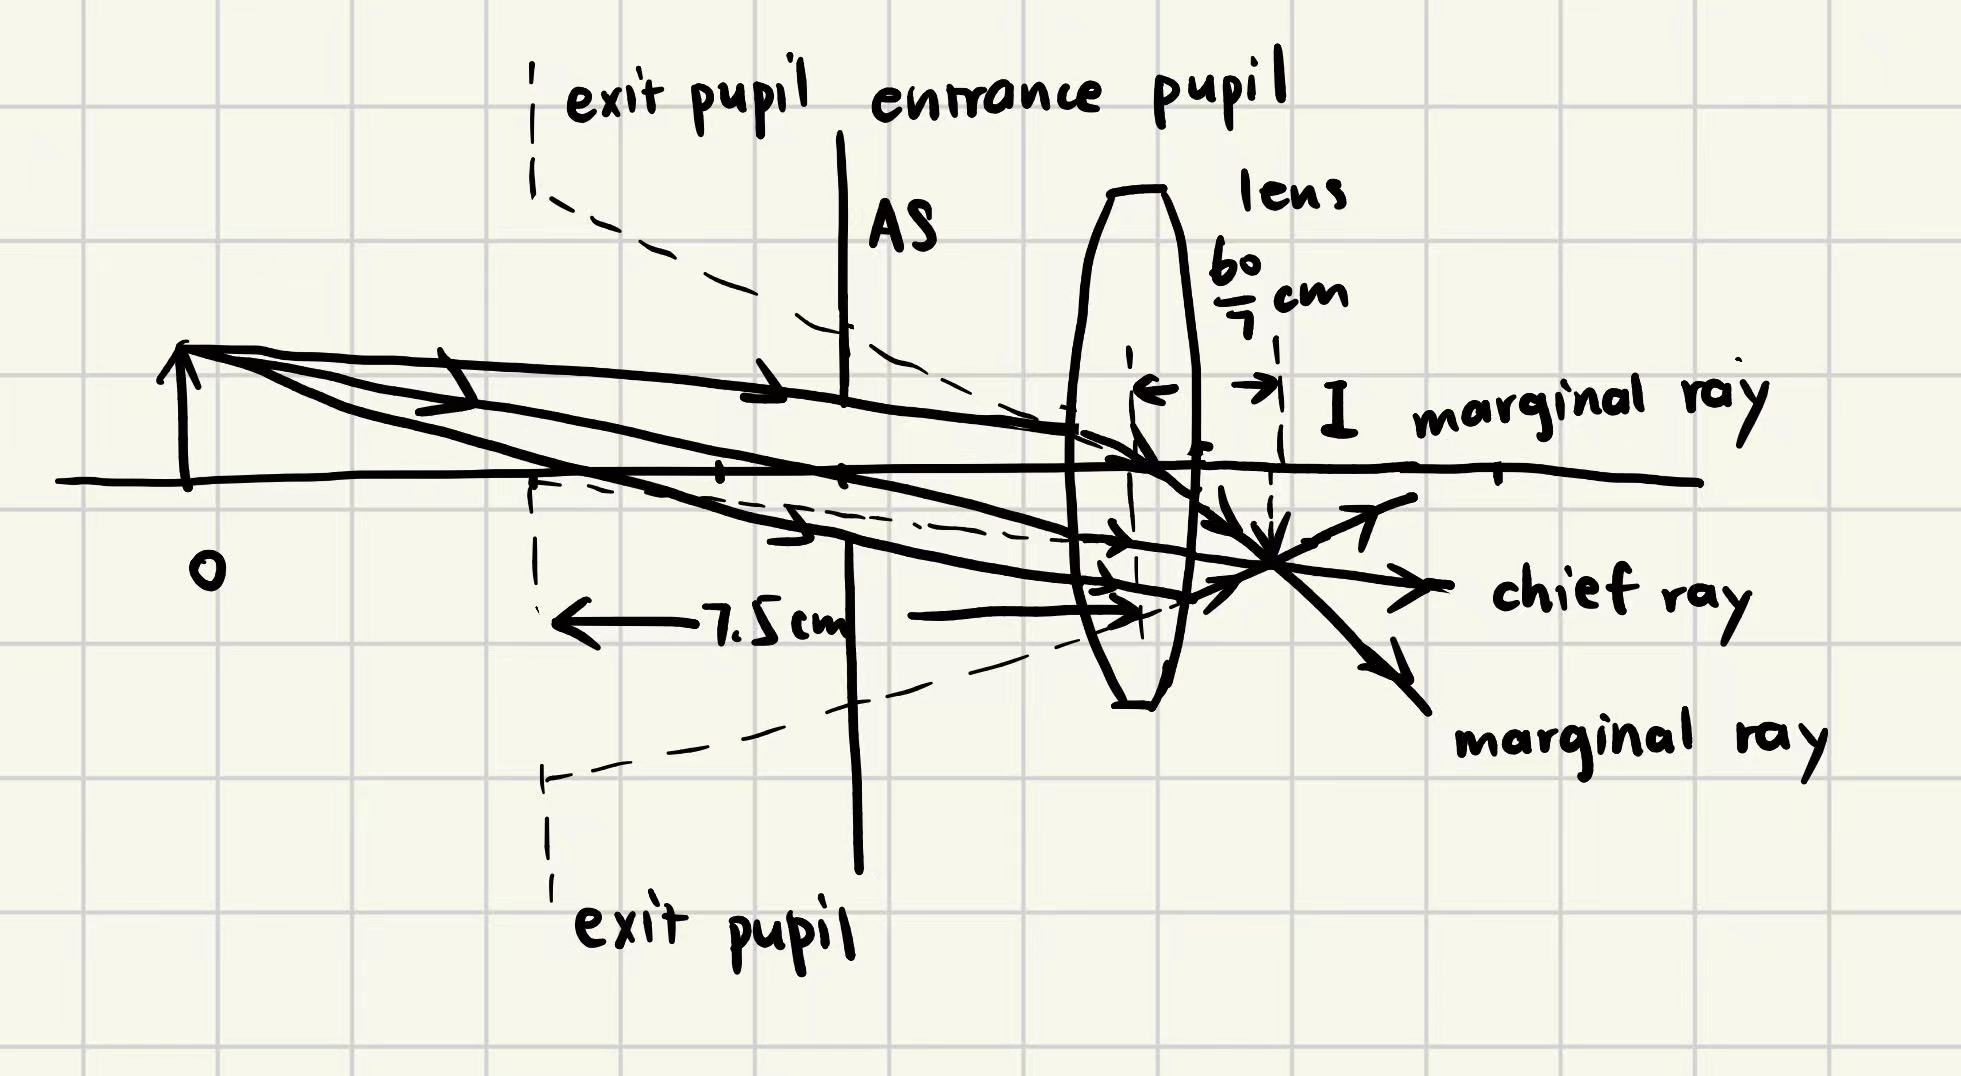 exit pupil entrance pupil
lens
AS
60/7 cm
I marginal ray
O
chief ray
7.5 cm
marginal ray
exit pupil